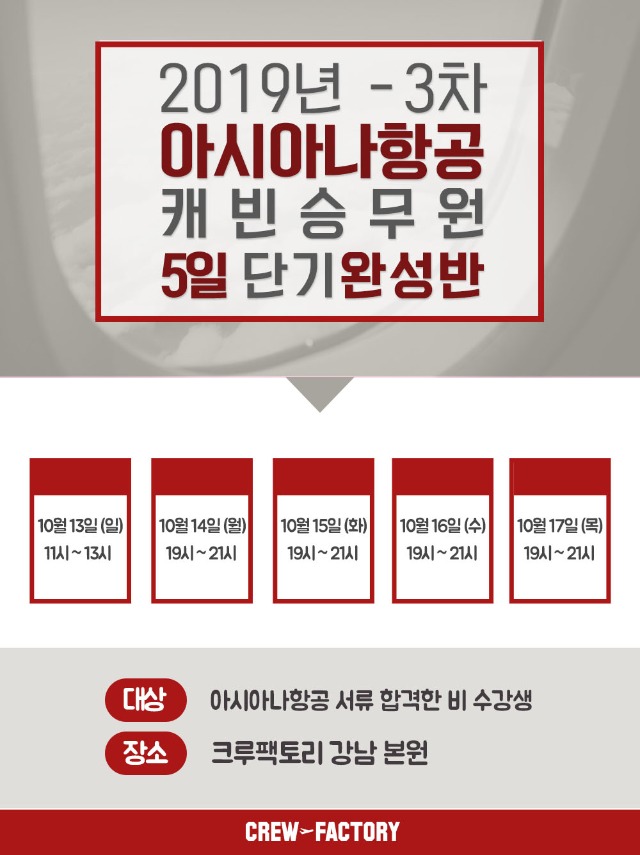 2019년 - 3차
아시아나항공
캐빈승무원
5일 단기완성반
10월 13일 (일)
11시 ~ 13시
10월 14일 (월)
19시 ~ 21시
10월 15일 (화)
19시 ~ 21시
10월 16일 (수)
19시 ~ 21시
10월 17일 (목)
19시 ~ 21시
대상 아시아나항공 서류 합격한 비 수강생
장소 크루팩토리 강남 본원
CREW FACTORY